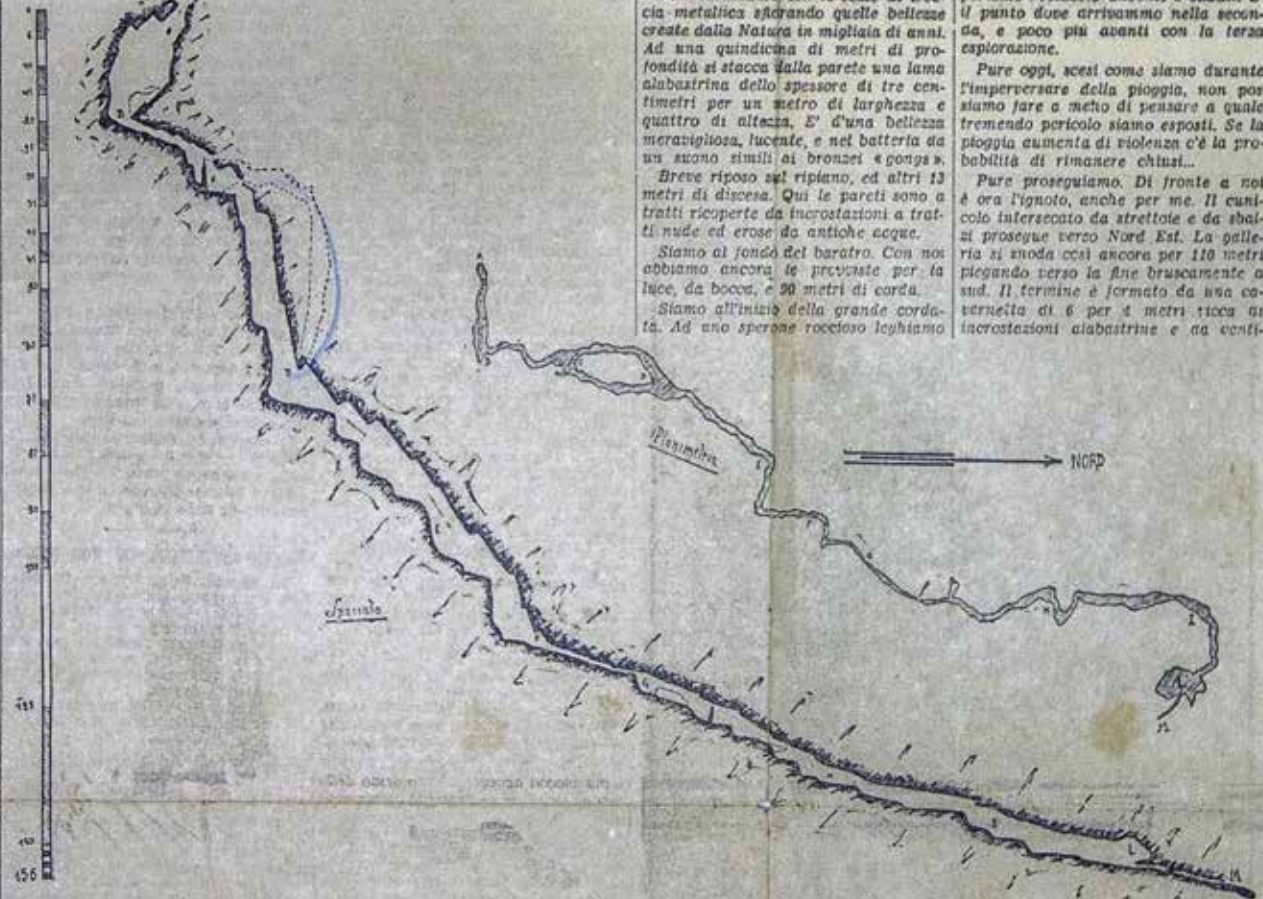 cia metallica sfiorando quelle bellezze
create dalla Natura in migliaia di anni.
Ad una quindicina di metri di pro-
fondità si stacca dalla parete una lama
alabastrina dello spessore di tre cen-
timetri per un metro di larghezza e
quattro di altezza, E' d'una bellezza
meravigliosa, lucente, e nel batterla da
un suono simili ai bronzei « gongs ».
Breve riposo sul ripiano, ed altri 13
metri di discesa. Qui le pareti sono a
tratti ricoperte da incrostazioni a trat-
ti nude ed erose da antiche acque.
Siamo al fondo del baratro. Con noi
abbiamo ancora le provviste per la
luce, da bocca, e 90 metri di corda.
Siamo all'inizio della grande corda-
ta. Ad uno sperone roccioso leghiamo
il punto dove arrivammo nella secon-
da, e poco più avanti con la terza
esplorazione.
Pure oggi, scesi come siamo durante
l'imperversare della pioggia, non pos
siamo fare a meno di pensare a quale
tremendo pericolo siamo esposti. Se la
pioggia aumenta di violenza c'è la pro-
babilità di rimanere chiusi...
Pure proseguiamo. Di fronte a noi
è ora l'ignoto, anche per me. Il cuni-
colo intersecato da strettoie e da sbal-
zi prosegue verso Nord Est. La galle-
ria si snoda così ancora per 110 metri
piegando verso la fine bruscamente a
sud. Il termine è formato da una ca-
vernetta di 6 per 4 metri ricca di
incrostazioni alabastrine e da centi-
Planimetria
NORD
Spaccato
156
M